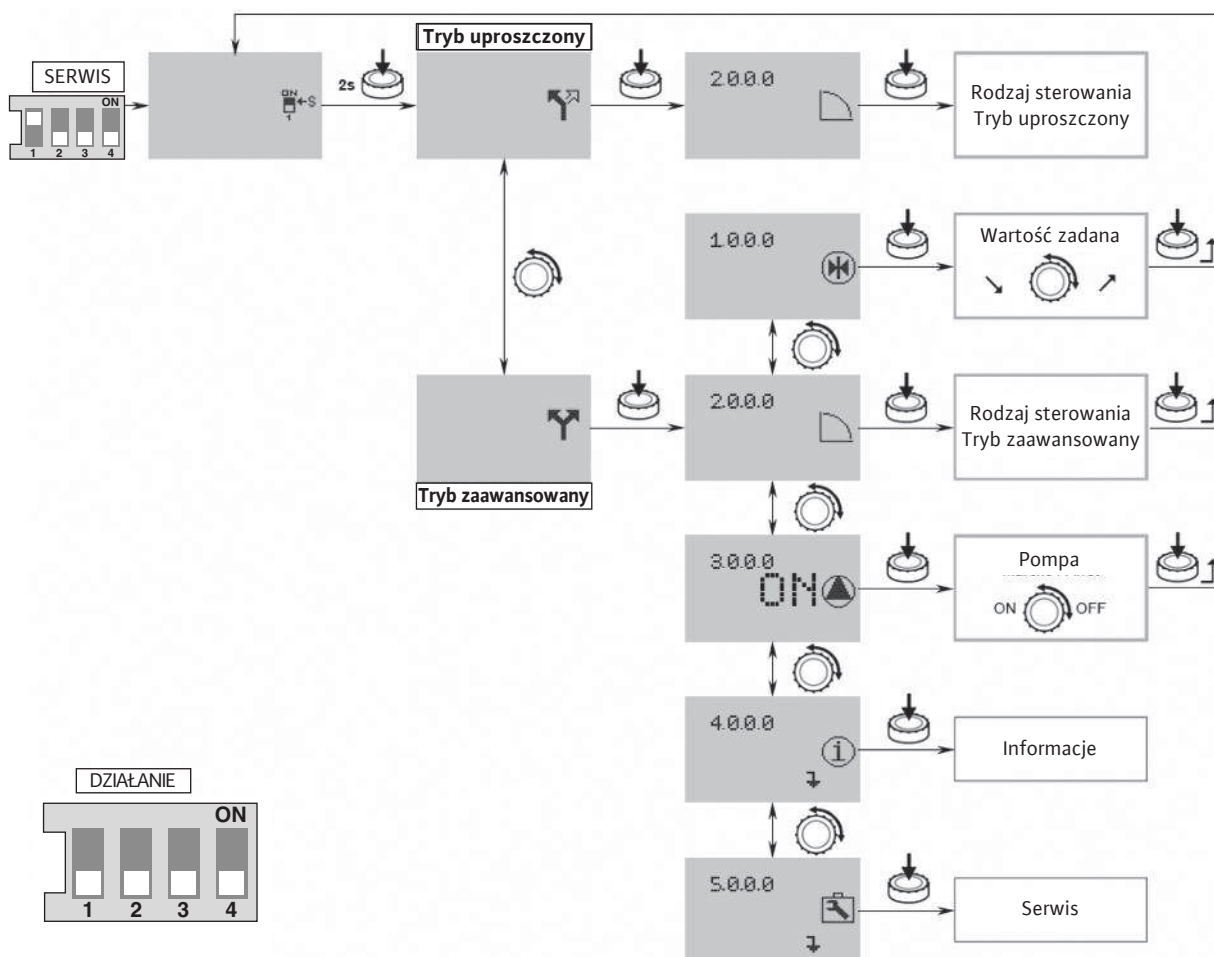 Tryb uproszczony
SERWIS
ON
1 2 3 4
ON
S
1
2s
2.0.0.0
Rodzaj sterowania
Tryb uproszczony
1.0.0.0
Wartość zadana
2.0.0.0
Rodzaj sterowania
Tryb zaawansowany
Tryb zaawansowany
3.0.0.0
ON
Pompa
ON OFF
4.0.0.0
i
Informacje
DZIAŁANIE
ON
1 2 3 4
5.0.0.0
Serwis